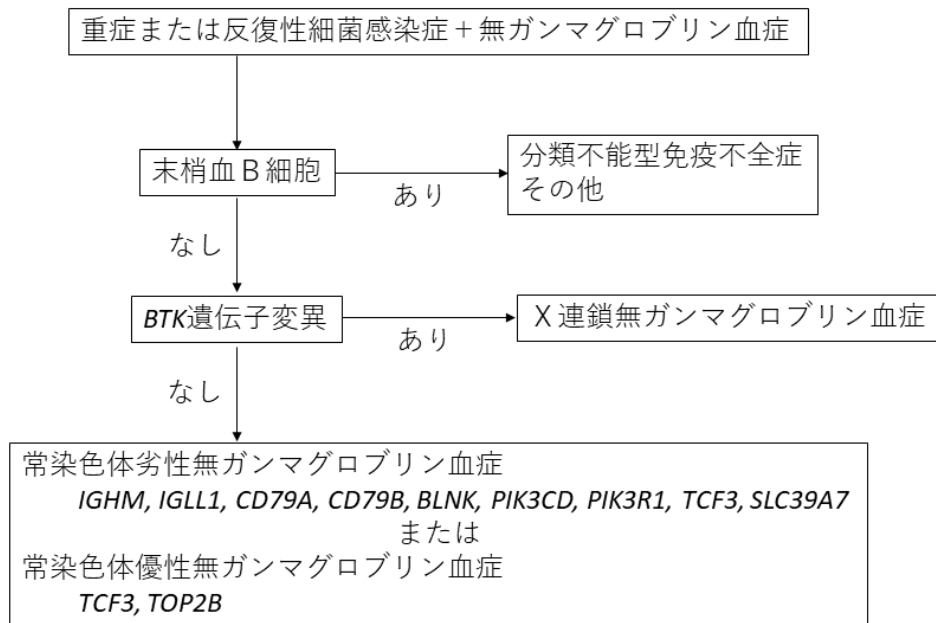 重症または反復性細菌感染症+無ガンマグロブリン血症
末梢血B細胞
あり
分類不能型免疫不全症
その他
なし
BTK遺伝子変異
あり
X連鎖無ガンマグロブリン血症
なし
常染色体劣性無ガンマグロブリン血症
IGHM, IGLL1, CD79A, CD79B, BLNK, PIK3CD, PIK3R1, TCF3, SLC39A7
または
常染色体優性無ガンマグロブリン血症
TCF3, TOP2B